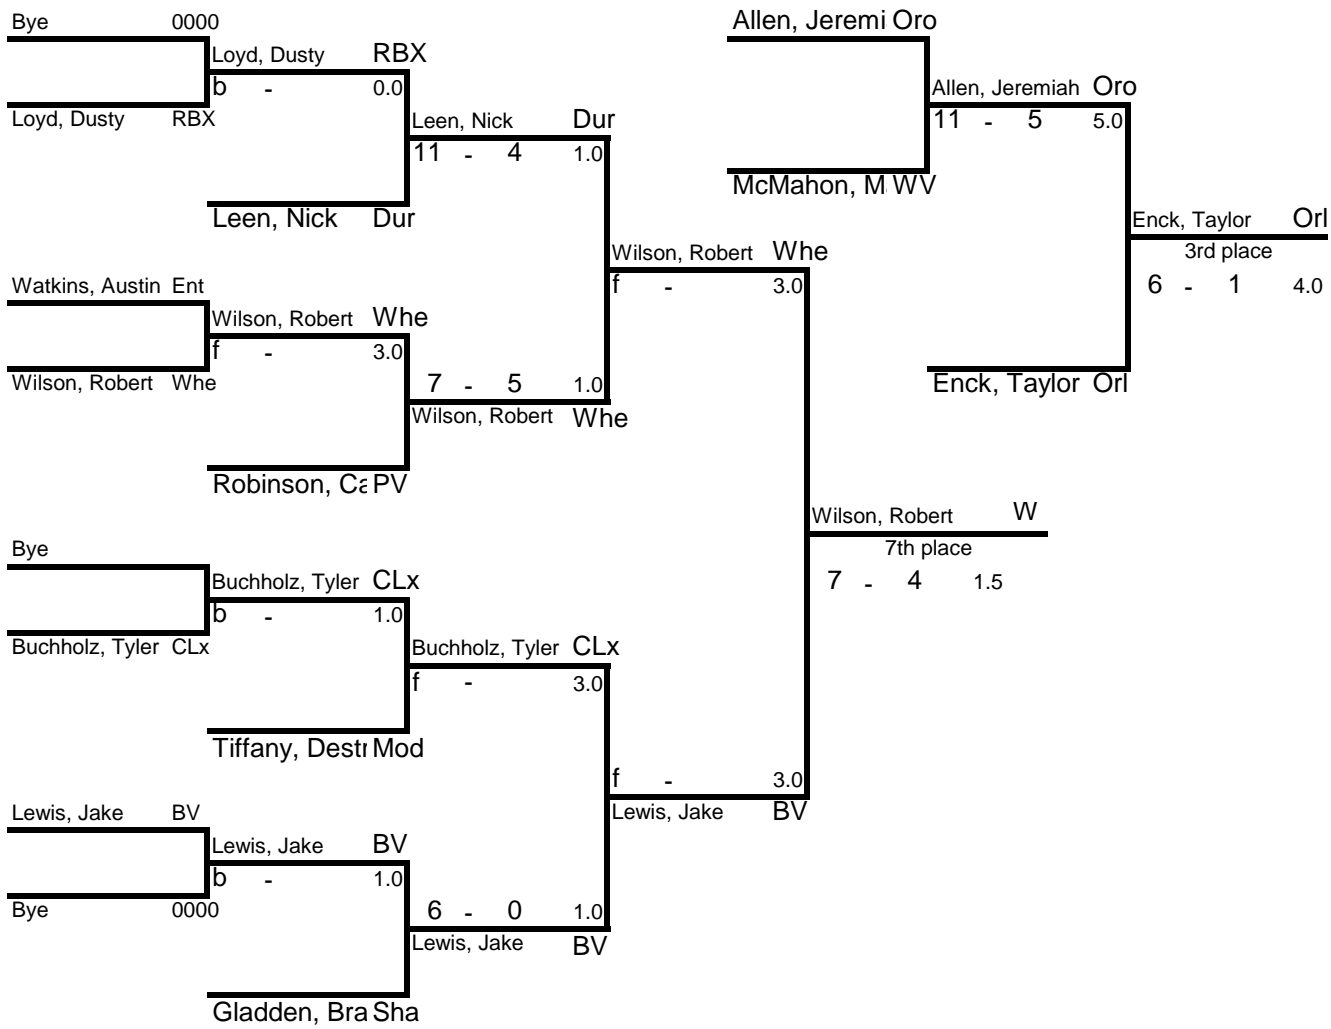 Bye 0000
Loyd, Dusty RBX
b - 0.0
Loyd, Dusty RBX
Leen, Nick Dur
11 - 4 1.0
Leen, Nick Dur
Watkins, Austin Ent
Wilson, Robert Whe
f - 3.0
Wilson, Robert Whe
7 - 5 1.0
Wilson, Robert Whe
Robinson, Ca PV
Wilson, Robert Whe
f - 3.0
Bye
Buchholz, Tyler CLx
b - 1.0
Buchholz, Tyler CLx
Buchholz, Tyler CLx
f - 3.0
Tiffany, Dest Mod
Lewis, Jake BV
Lewis, Jake BV
b - 1.0
Bye 0000
6 - 0 1.0
Lewis, Jake BV
Gladden, Bra Sha
f - 3.0
Lewis, Jake BV
Wilson, Robert W
7th place
7 - 4 1.5
Allen, Jeremi Oro
Allen, Jeremiah Oro
11 - 5 5.0
McMahon, M WV
Enck, Taylor Orl
3rd place
6 - 1 4.0
Enck, Taylor Orl